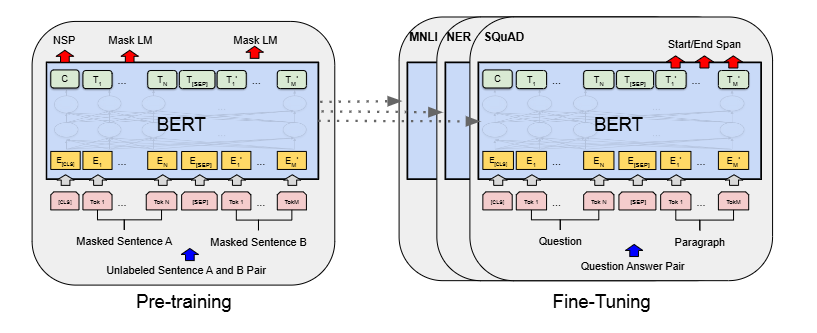 NSP Mask LM Mask LM
C T1 ... TN T[SEP] T1' ... TM'
BERT
E[CLS] E1 ... EN E[SEP] E1' ... EM'
[CLS] Tok 1 ... Tok N [SEP] Tok 1 ... TokM
Masked Sentence A Masked Sentence B
Unlabeled Sentence A and B Pair
Pre-training
MNLI NER SQuAD
Start/End Span
C T1 ... TN T[SEP] T1' ... TM'
BERT
E[CLS] E1 ... EN E[SEP] E1' ... EM'
[CLS] Tok 1 ... Tok N [SEP] Tok 1 ... TokM
Question Paragraph
Question Answer Pair
Fine-Tuning